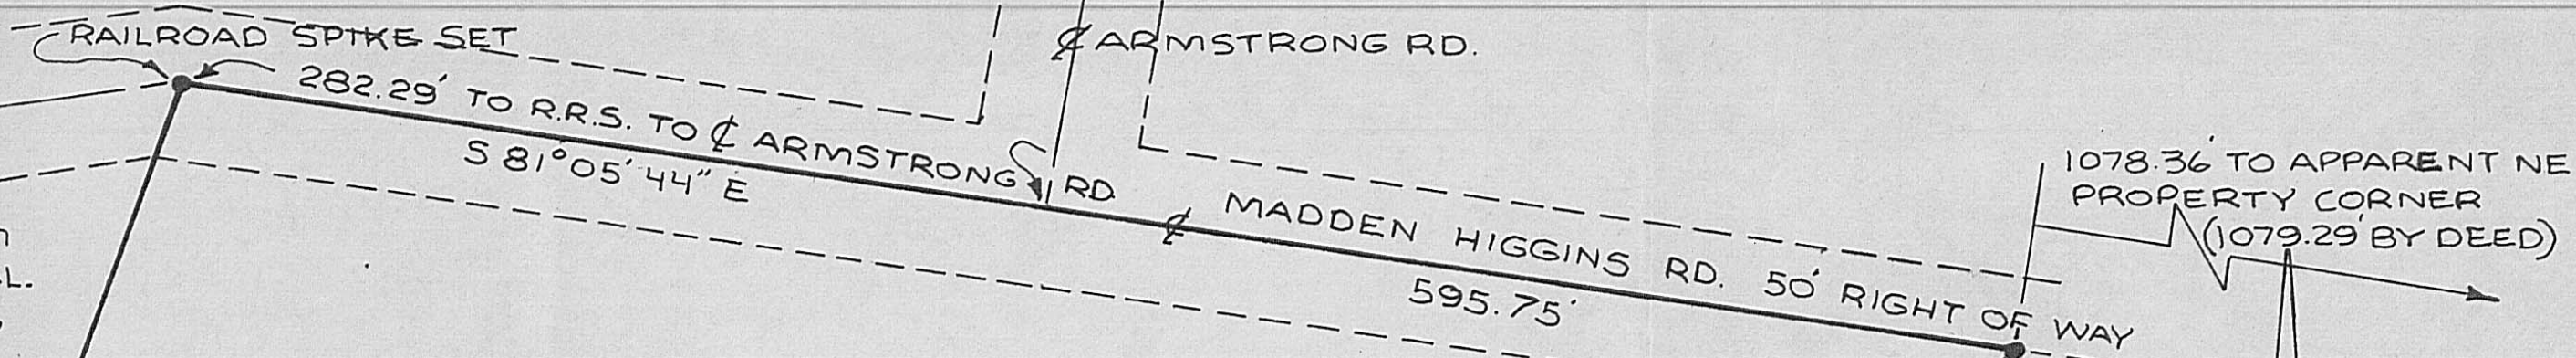 RAILROAD SPIKE SET
℄ ARMSTRONG RD.
282.29' TO R.R.S. TO ℄ ARMSTRONG RD.
S 81°05'44" E
℄ MADDEN HIGGINS RD. 50' RIGHT OF WAY
595.75'
1078.36' TO APPARENT NE
PROPERTY CORNER
(1079.29' BY DEED)
L.